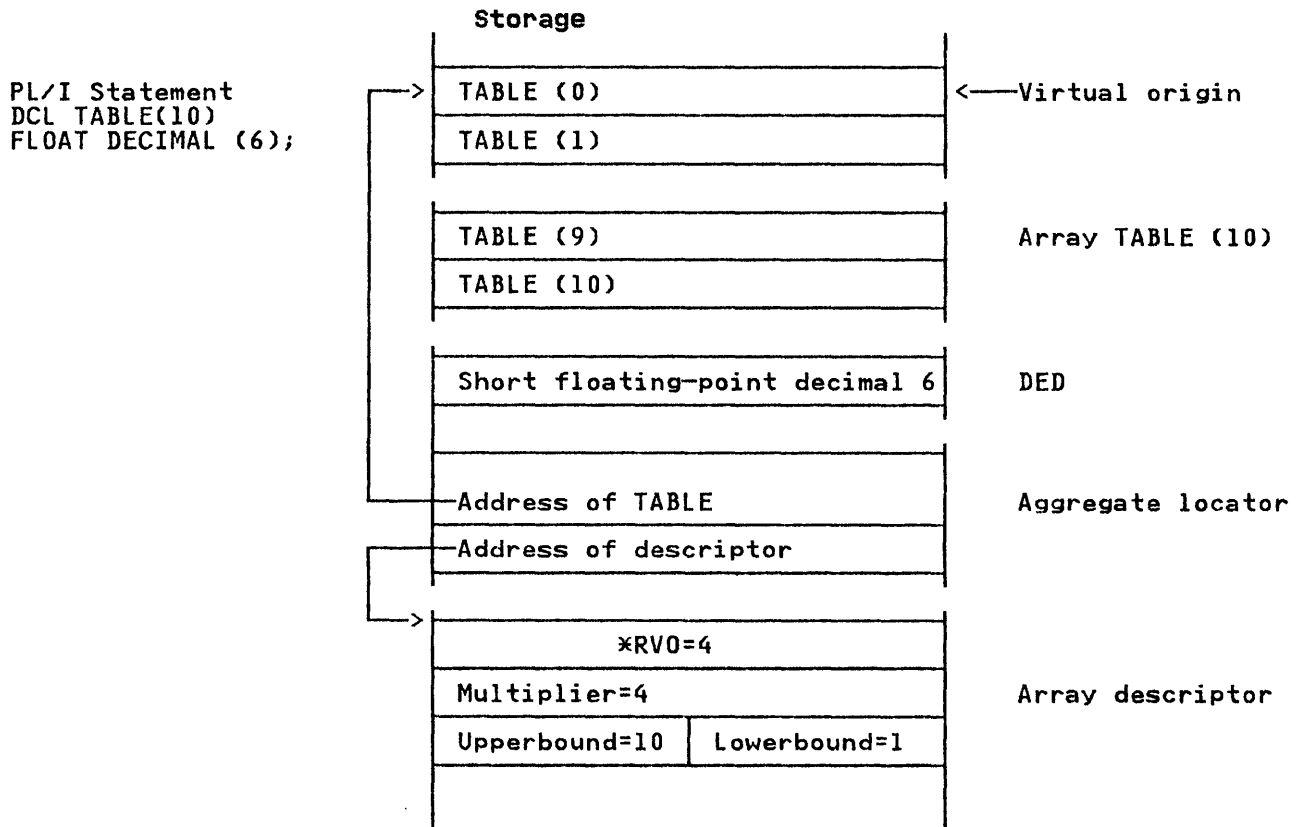 Storage
PL/I Statement
DCL TABLE(10)
FLOAT DECIMAL (6);
TABLE (0)
Virtual origin
TABLE (1)
TABLE (9)
Array TABLE (10)
TABLE (10)
Short floating-point decimal 6
DED
Address of TABLE
Aggregate locator
Address of descriptor
*RVO=4
Multiplier=4
Array descriptor
Upperbound=10
Lowerbound=1